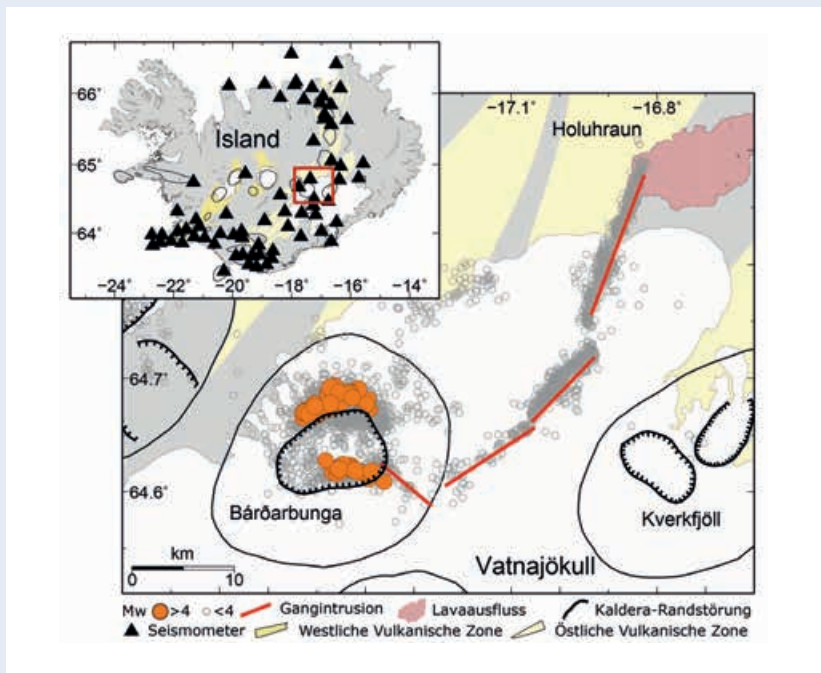 −17.1° −16.8°
66°
Holuhraun
Island
65°
64°
−24° −22° −20° −18° −16° −14°
64.7°
64.6°
Bárðarbunga
Kverkfjöll
km
Vatnajökull
0 10
Mw >4 <4 Gangintrusion Lavaausfluss Kaldera-Randstörung
Seismometer Westliche Vulkanische Zone Östliche Vulkanische Zone